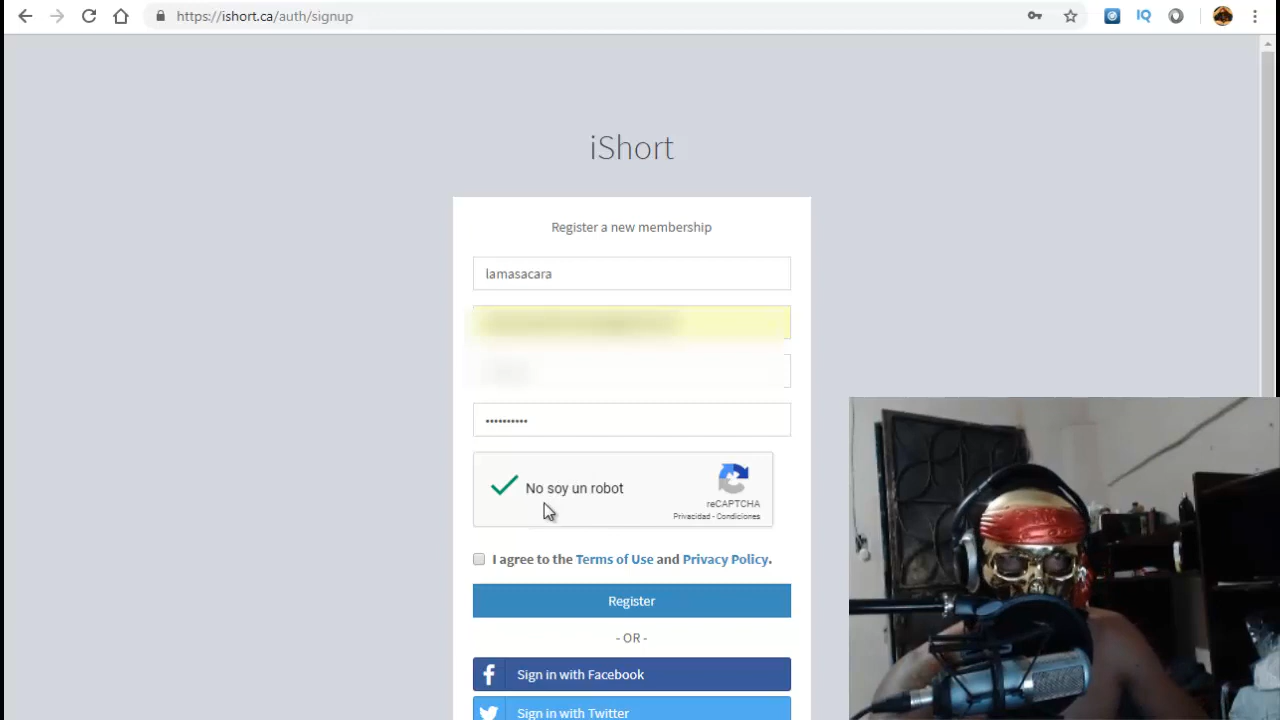 https://ishort.ca/auth/signup
IQ
iShort
Register a new membership
lamasacara
••••••••••
No soy un robot
reCAPTCHA
Privacidad - Condiciones
I agree to the Terms of Use and Privacy Policy.
Register
- OR -
Sign in with Facebook
Sign in with Twitter